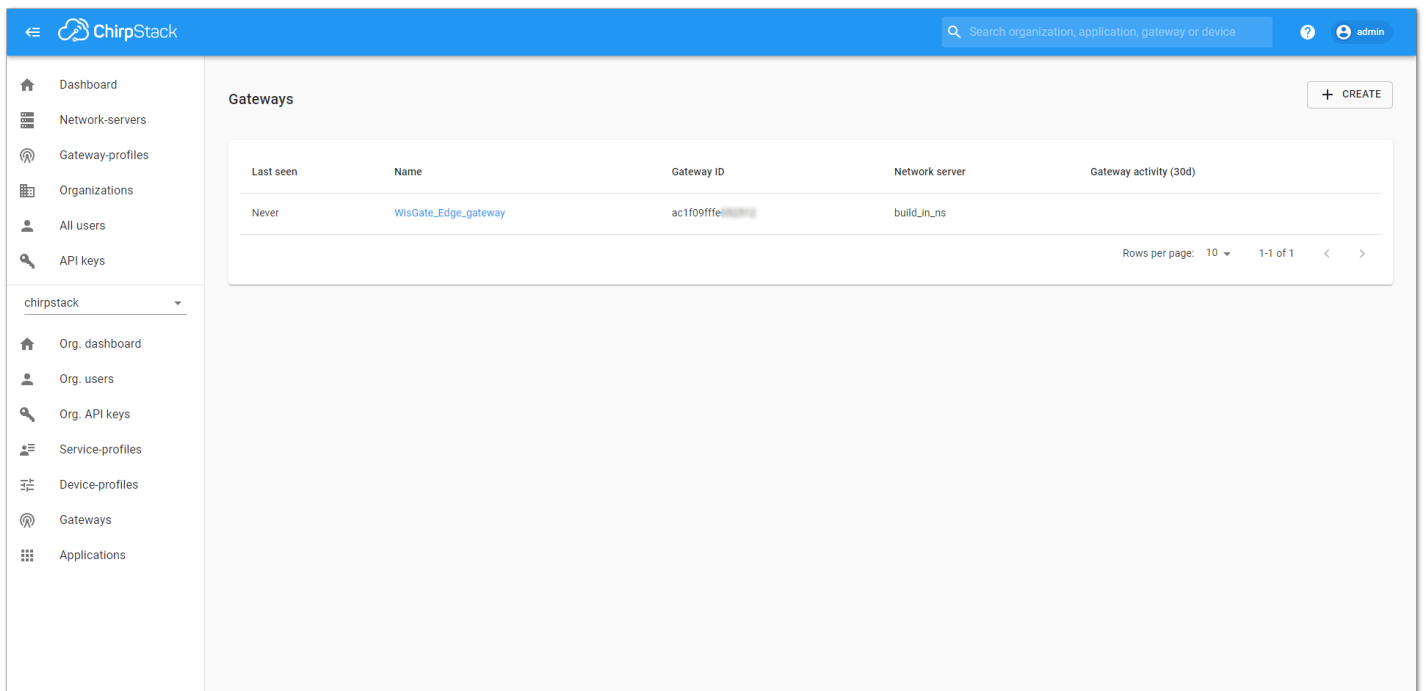 ChirpStack
Search organization, application, gateway or device
? admin
Dashboard
Network-servers
Gateway-profiles
Organizations
All users
API keys
chirpstack
Org. dashboard
Org. users
Org. API keys
Service-profiles
Device-profiles
Gateways
Applications
Gateways
+ CREATE
Last seen Name Gateway ID Network server Gateway activity (30d)
Never WisGate_Edge_gateway ac1f09fffe build_in_ns
Rows per page: 10 1-1 of 1